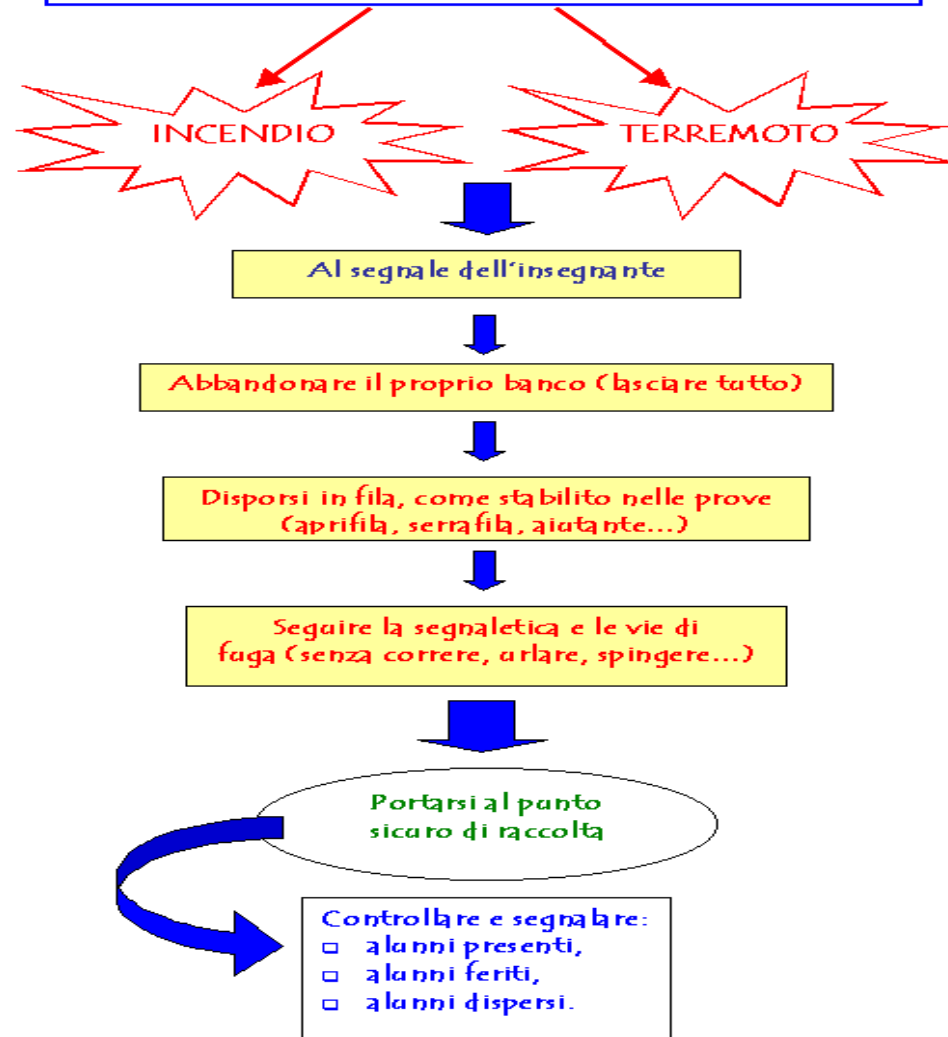 INCENDIO
TERREMOTO
Al segnale dell'insegnante
Abbandonare il proprio banco (lasciare tutto)
Disporsi in fila, come stabilito nelle prove
(aprifila, serrafila, aiutante...)
Seguire la segnaletica e le vie di
fuga (senza correre, urlare, spingere...)
Portarsi al punto
sicuro di raccolta
Controllare e segnalare:
alunni presenti,
alunni feriti,
alunni dispersi.